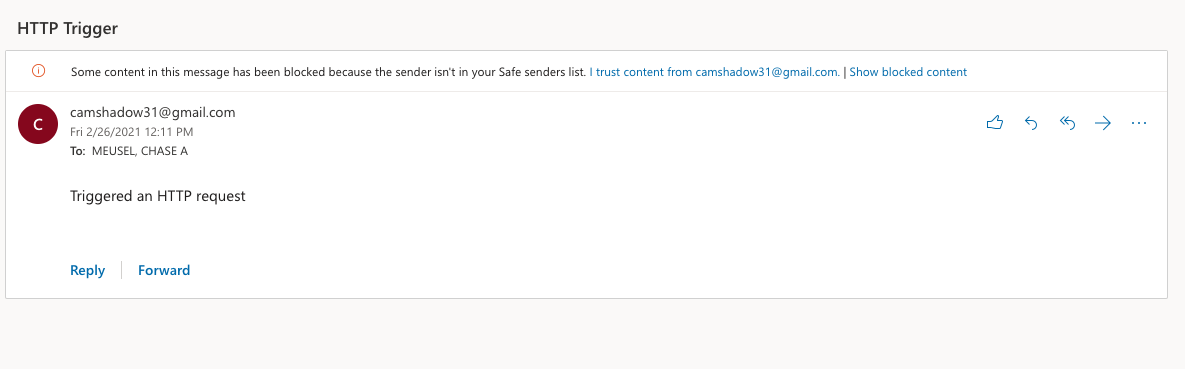 HTTP Trigger
Some content in this message has been blocked because the sender isn't in your Safe senders list. I trust content from camshadow31@gmail.com. | Show blocked content
C
camshadow31@gmail.com
Fri 2/26/2021 12:11 PM
To: MEUSEL, CHASE A
Triggered an HTTP request
Reply | Forward